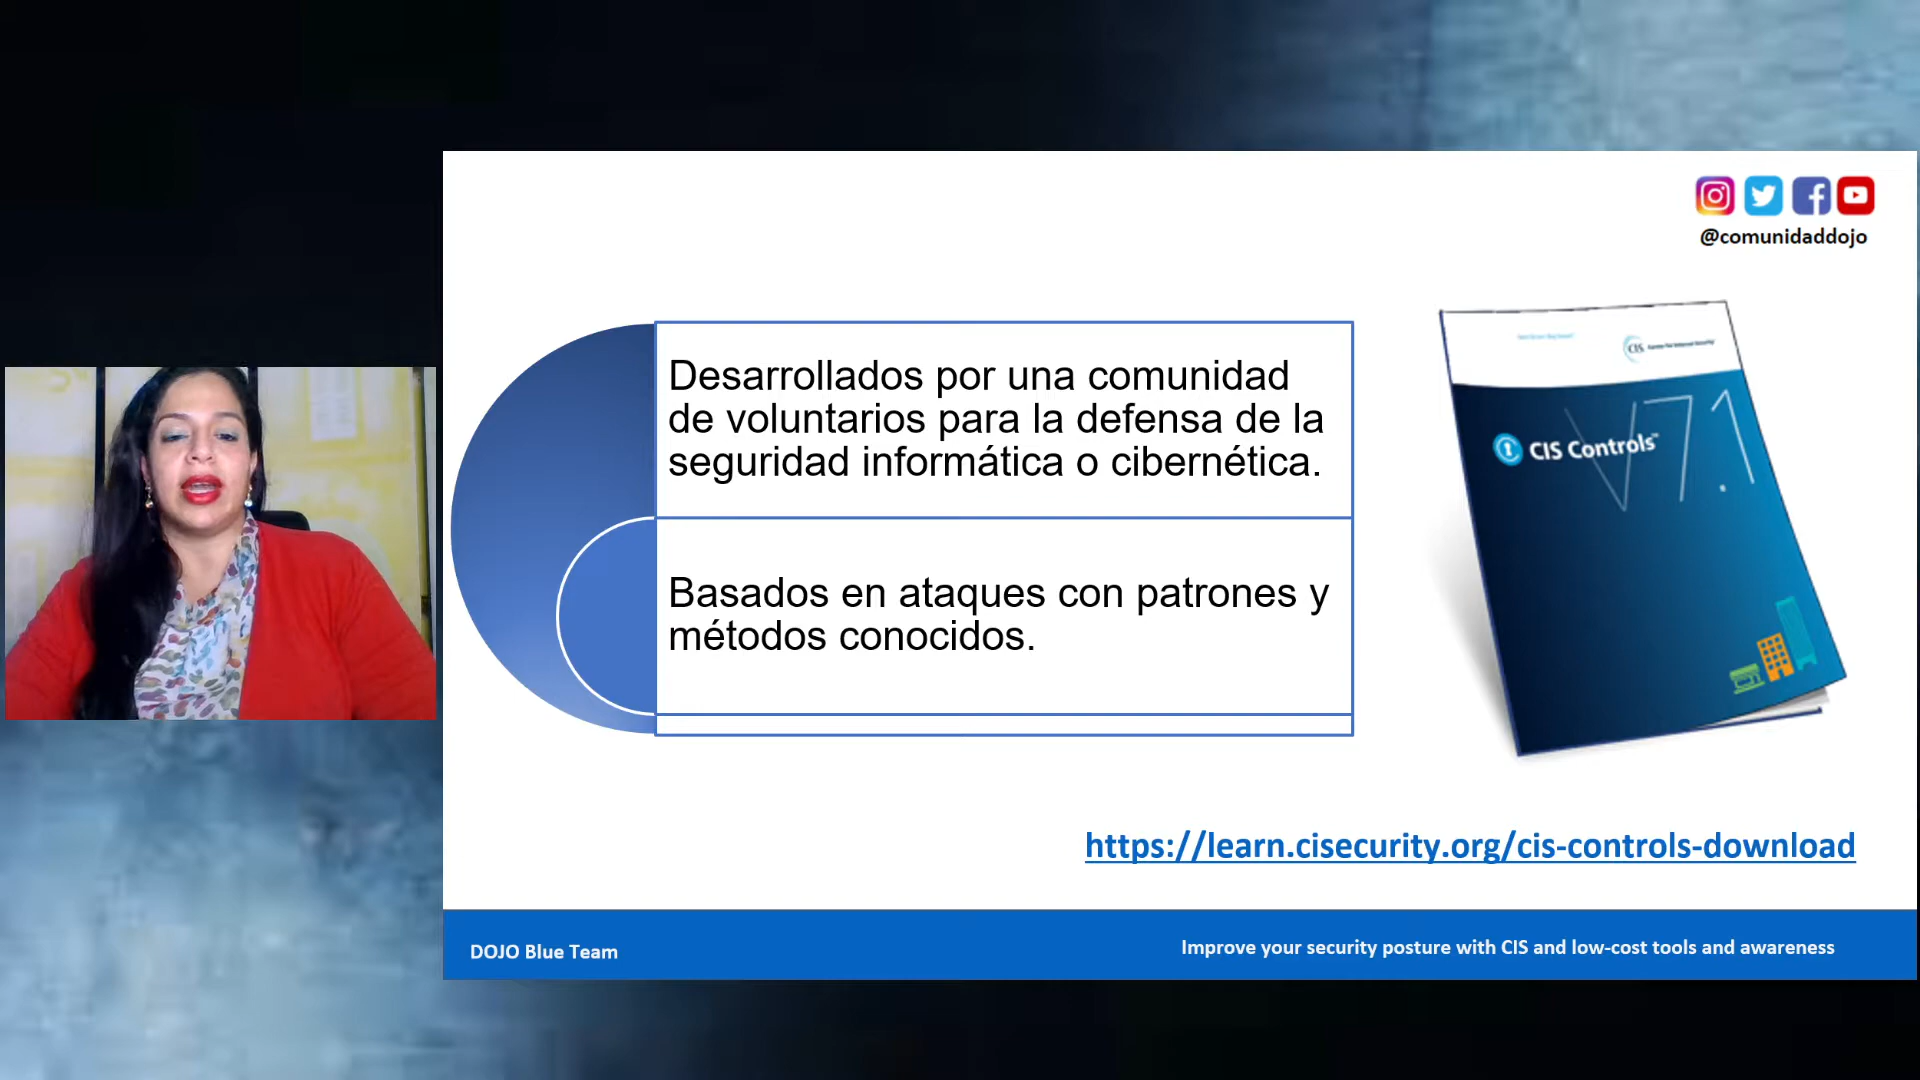 @comunidaddojo
Desarrollados por una comunidad
de voluntarios para la defensa de la
seguridad informática o cibernética.
Basados en ataques con patrones y
métodos conocidos.
CIS
CIS Controls™
V7.1
https://learn.cisecurity.org/cis-controls-download
DOJO Blue Team
Improve your security posture with CIS and low-cost tools and awareness